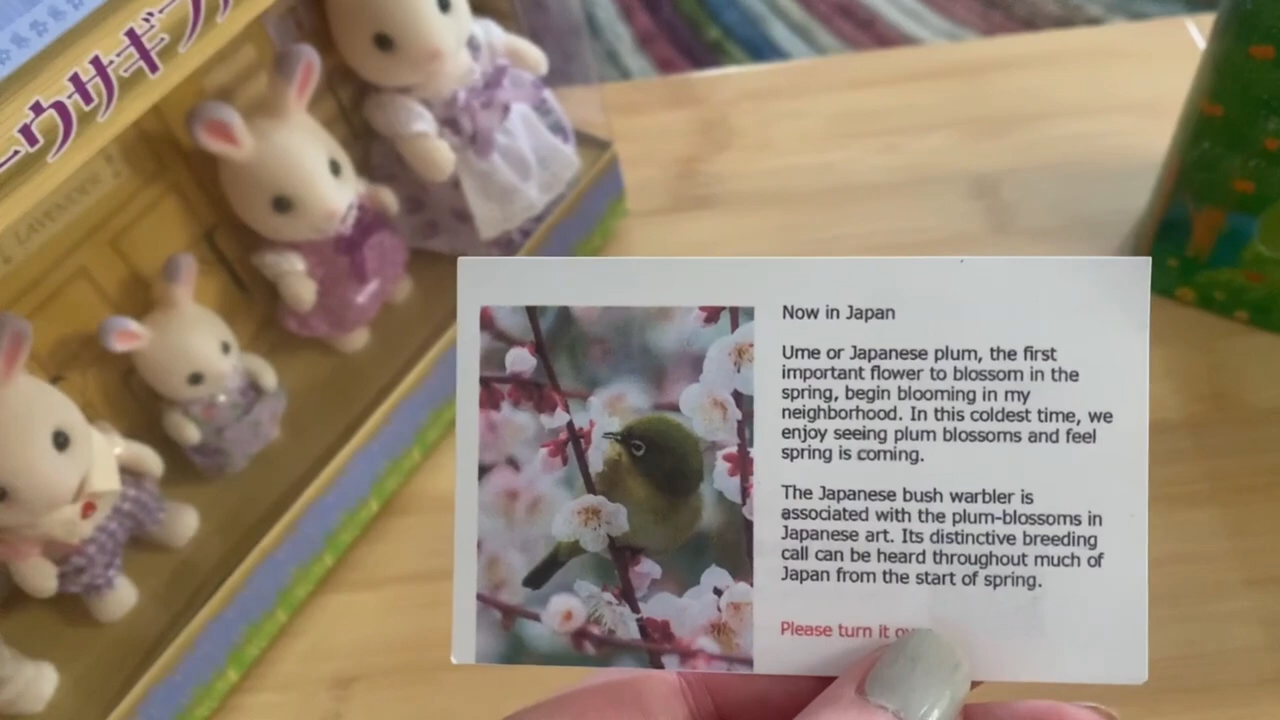 ーウサギファ
Now in Japan
Ume or Japanese plum, the first
important flower to blossom in the
spring, begin blooming in my
neighborhood. In this coldest time, we
enjoy seeing plum blossoms and feel
spring is coming.
The Japanese bush warbler is
associated with the plum-blossoms in
Japanese art. Its distinctive breeding
call can be heard throughout much of
Japan from the start of spring.
Please turn it